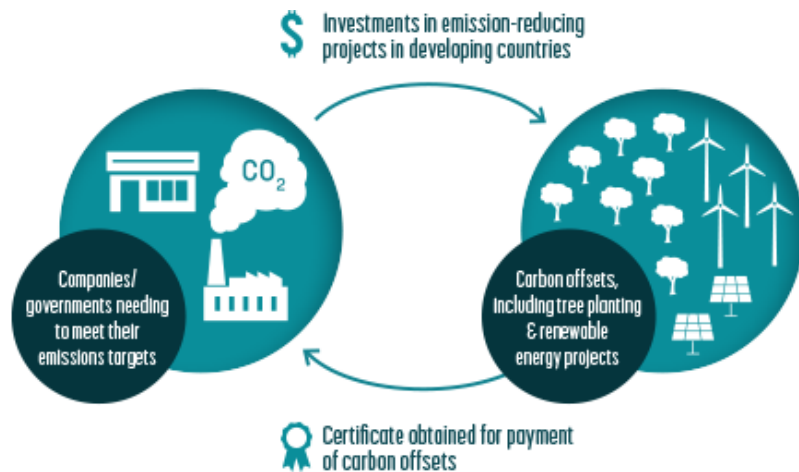 $
Investments in emission-reducing
projects in developing countries
CO₂
Companies/
governments needing
to meet their
emissions targets
Carbon offsets,
including tree planting
& renewable
energy projects
Certificate obtained for payment
of carbon offsets